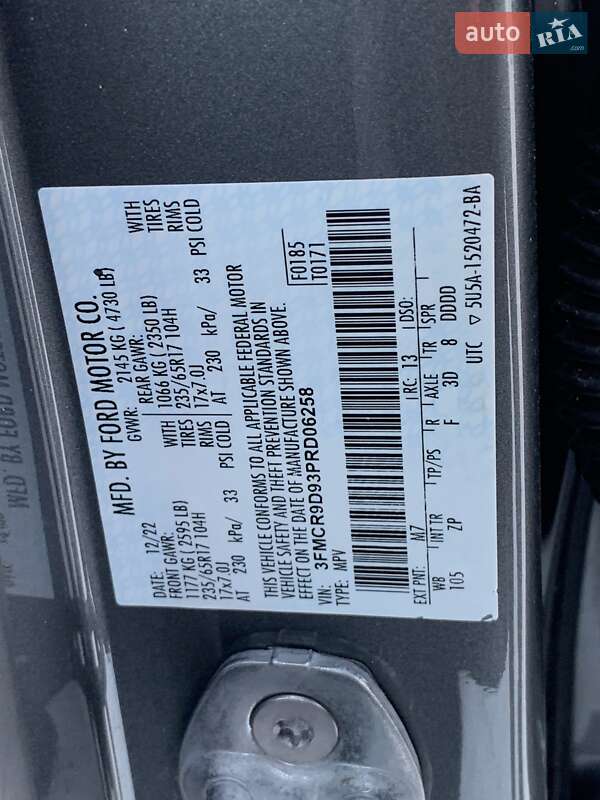 auto RIA.com
MFD. BY FORD MOTOR CO.
DATE: 12/22 GVWR: 2145 KG ( 4730 LB)
FRONT GAWR: REAR GAWR:
1177 KG ( 2595 LB) WITH 1066 KG ( 2350 LB) WITH
235/65R17 104H TIRES 235/65R17 104H TIRES
17x7.0J RIMS 17x7.0J RIMS
AT 230 kPa/ 33 PSI COLD AT 230 kPa/ 33 PSI COLD
THIS VEHICLE CONFORMS TO ALL APPLICABLE FEDERAL MOTOR
VEHICLE SAFETY AND THEFT PREVENTION STANDARDS IN
EFFECT ON THE DATE OF MANUFACTURE SHOWN ABOVE.
VIN: 3FMCR9D93PRD06258 F0185
TYPE: MPV T0171
EXT PNT: M7 RC: 13 DSO:
WB INT TR TP/PS R AXLE TR SPR
105 ZP F 3D 8 DDDD
UTC ▽ 5U5A-1520472-BA